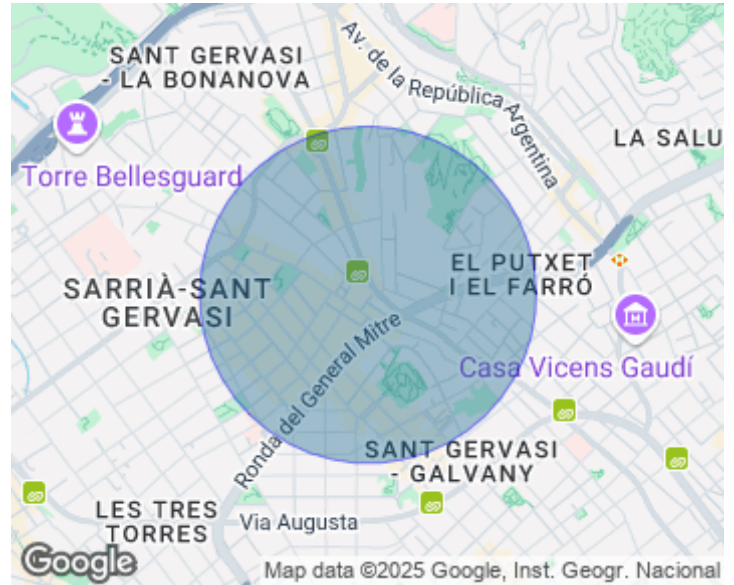 SANT GERVASI
- LA BONANOVA
Av. de la República Argentina
LA SALU
Torre Bellesguard
EL PUTXET
I EL FARRÓ
SARRIÀ-SANT
GERVASI
Ronda del General Mitre
Casa Vicens Gaudí
SANT GERVASI
- GALVANY
LES TRES
TORRES
Via Augusta
Google
Map data ©2025 Google, Inst. Geogr. Nacional